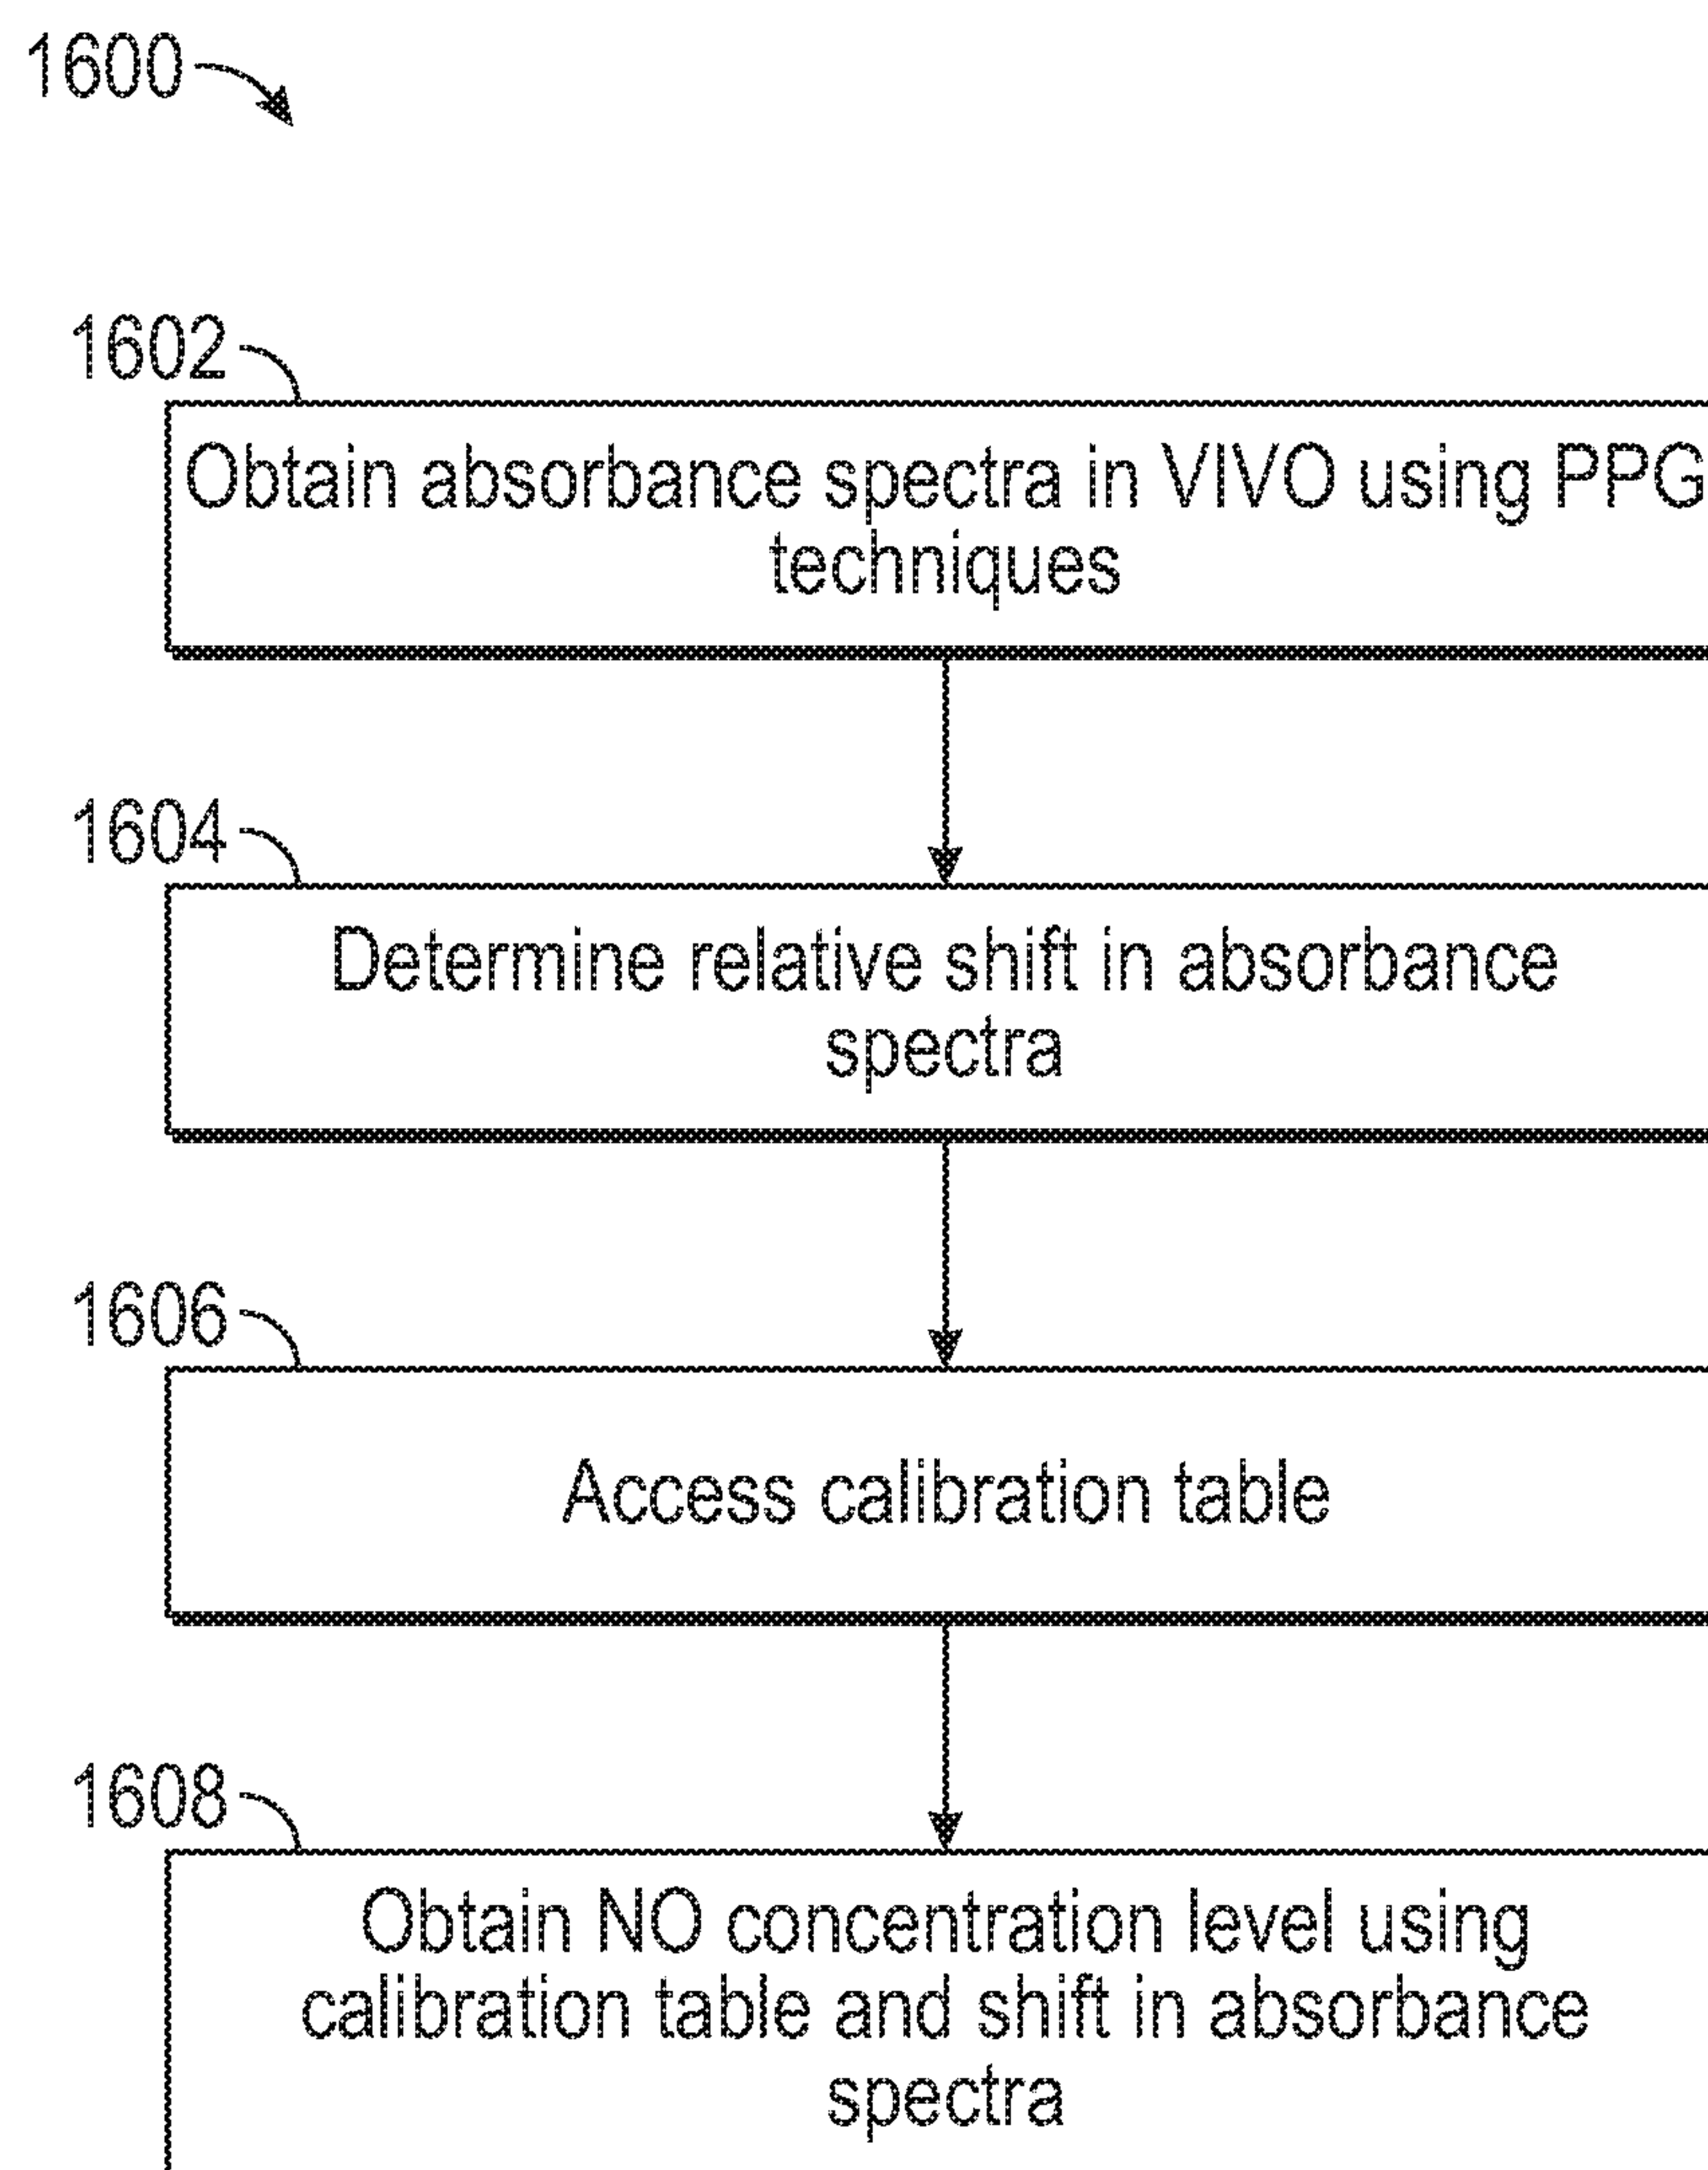 1600
1602
Obtain absorbance spectra in VIVO using PPG
techniques
1604
Determine relative shift in absorbance
spectra
1606
Access calibration table
1608
Obtain NO concentration level using
calibration table and shift in absorbance
spectra